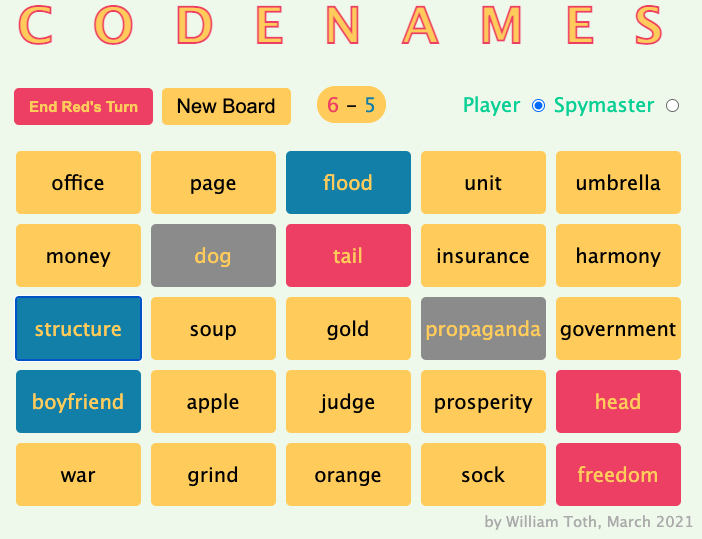 C O D E N A M E S
End Red's Turn New Board 6 - 5 Player Spymaster
office page flood unit umbrella
money dog tail insurance harmony
structure soup gold propaganda government
boyfriend apple judge prosperity head
war grind orange sock freedom
by William Toth, March 2021